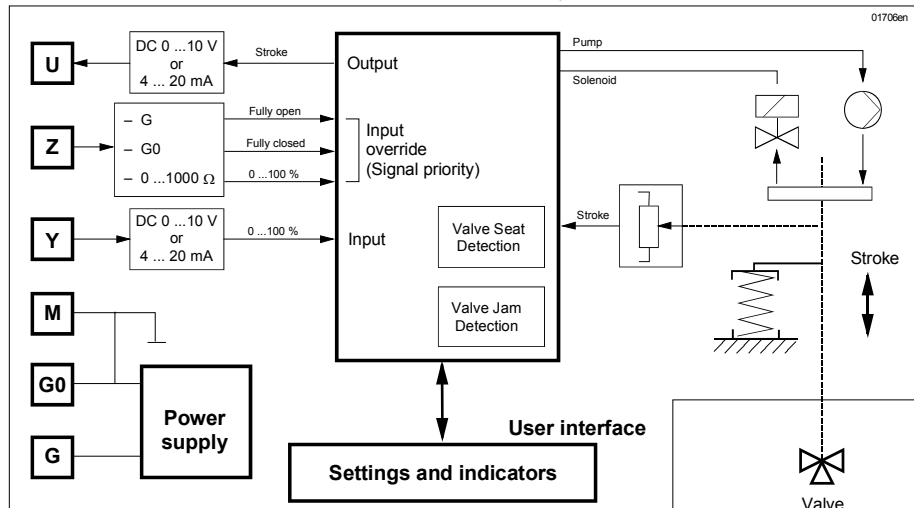 01706en
U
DC 0 ...10 V
or
4 ... 20 mA
Stroke
Output
Pump
Solenoid
Z
– G
– G0
– 0 ...1000 Ω
Fully open
Fully closed
0 ...100 %
Input
override
(Signal priority)
Y
DC 0 ...10 V
or
4 ... 20 mA
0 ...100 %
Input
Valve Seat
Detection
Stroke
Stroke
Valve Jam
Detection
M
G0
G
Power
supply
User interface
Settings and indicators
Valve